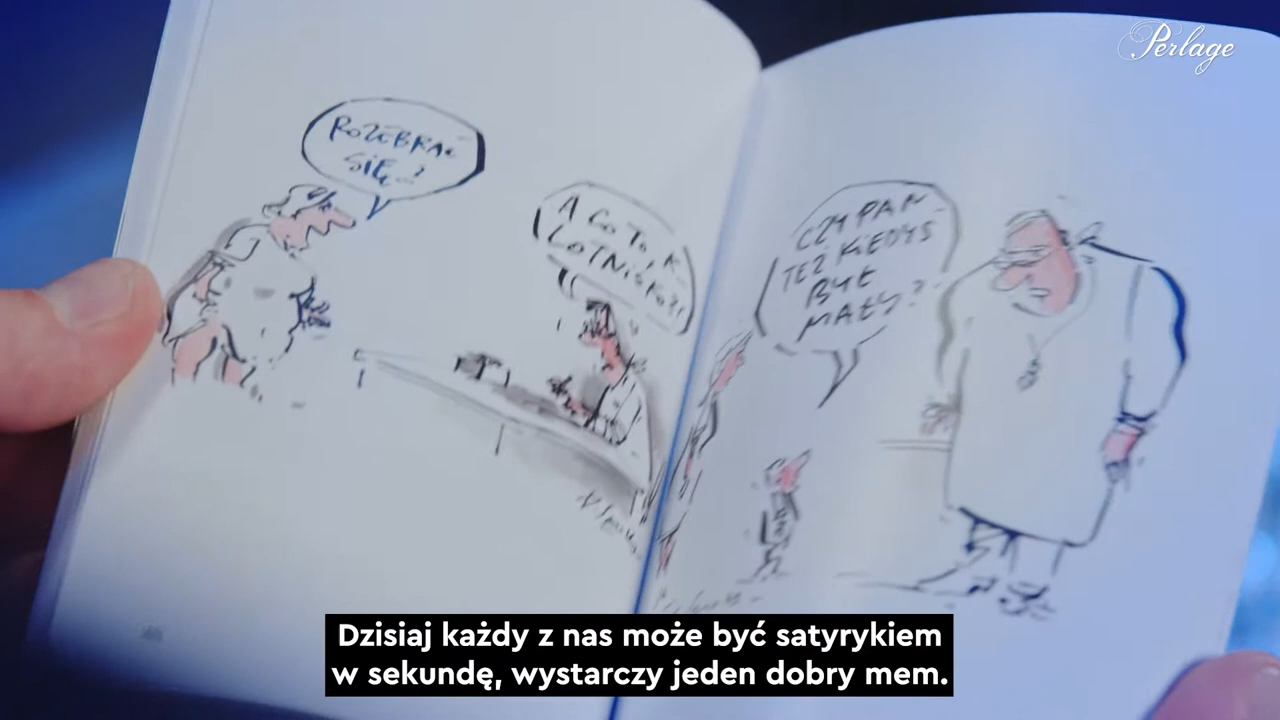 Perlage
ROZEBRAĆ
SIĘ..?
A CO TO, K..
LOTNISKO?!
CZY PAN
TEŻ KIEDYŚ
BYŁ
MAŁY?
Dzisiaj każdy z nas może być satyrykiem
w sekundę, wystarczy jeden dobry mem.